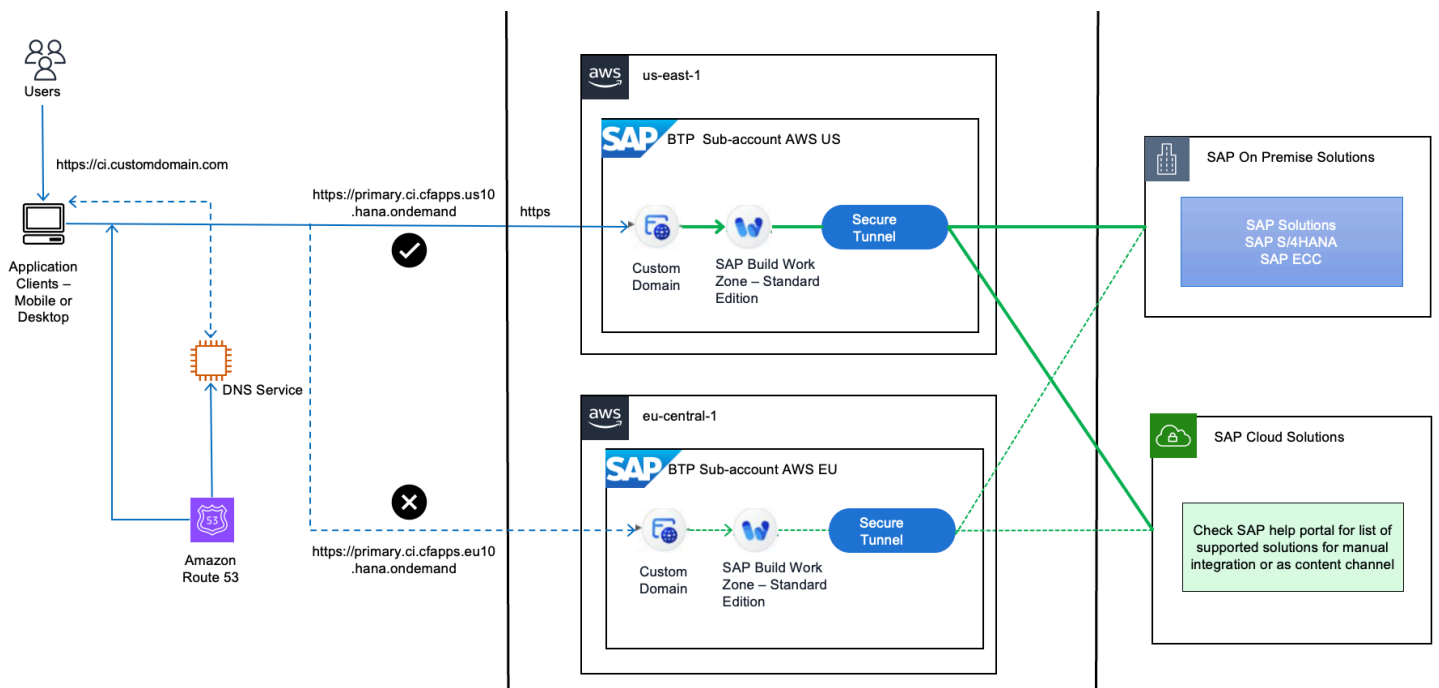 Users
https://ci.customdomain.com
Application
Clients –
Mobile or
Desktop
DNS Service
53
Amazon
Route 53
https://primary.ci.cfapps.us10
.hana.ondemand
https
https://primary.ci.cfapps.eu10
.hana.ondemand
aws
us-east-1
SAP
BTP Sub-account AWS US
Custom
Domain
SAP Build Work
Zone – Standard
Edition
Secure
Tunnel
aws
eu-central-1
SAP
BTP Sub-account AWS EU
Custom
Domain
SAP Build Work
Zone – Standard
Edition
Secure
Tunnel
SAP On Premise Solutions
SAP Solutions
SAP S/4HANA
SAP ECC
SAP Cloud Solutions
Check SAP help portal for list of
supported solutions for manual
integration or as content channel